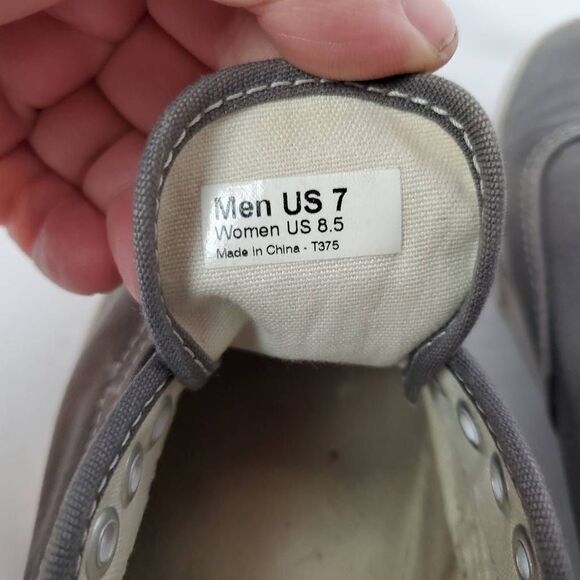 Men US 7
Women US 8.5
Made in China - T375